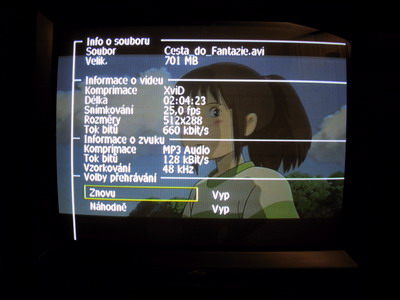 Info o souboru
Soubor Cesta_do_Fantazie.avi
Velik. 701 MB
Informace o videu
Komprimace XviD
Délka 02:04:23
Snímkování 25.0 fps
Rozměry 512x288
Tok bitů 660 kbit/s
Informace o zvuku
Komprimace MP3 Audio
Tok bitů 128 kBit/s
Vzorkování 48 kHz
Volby přehrávání
Znovu Vyp
Náhodně Vyp